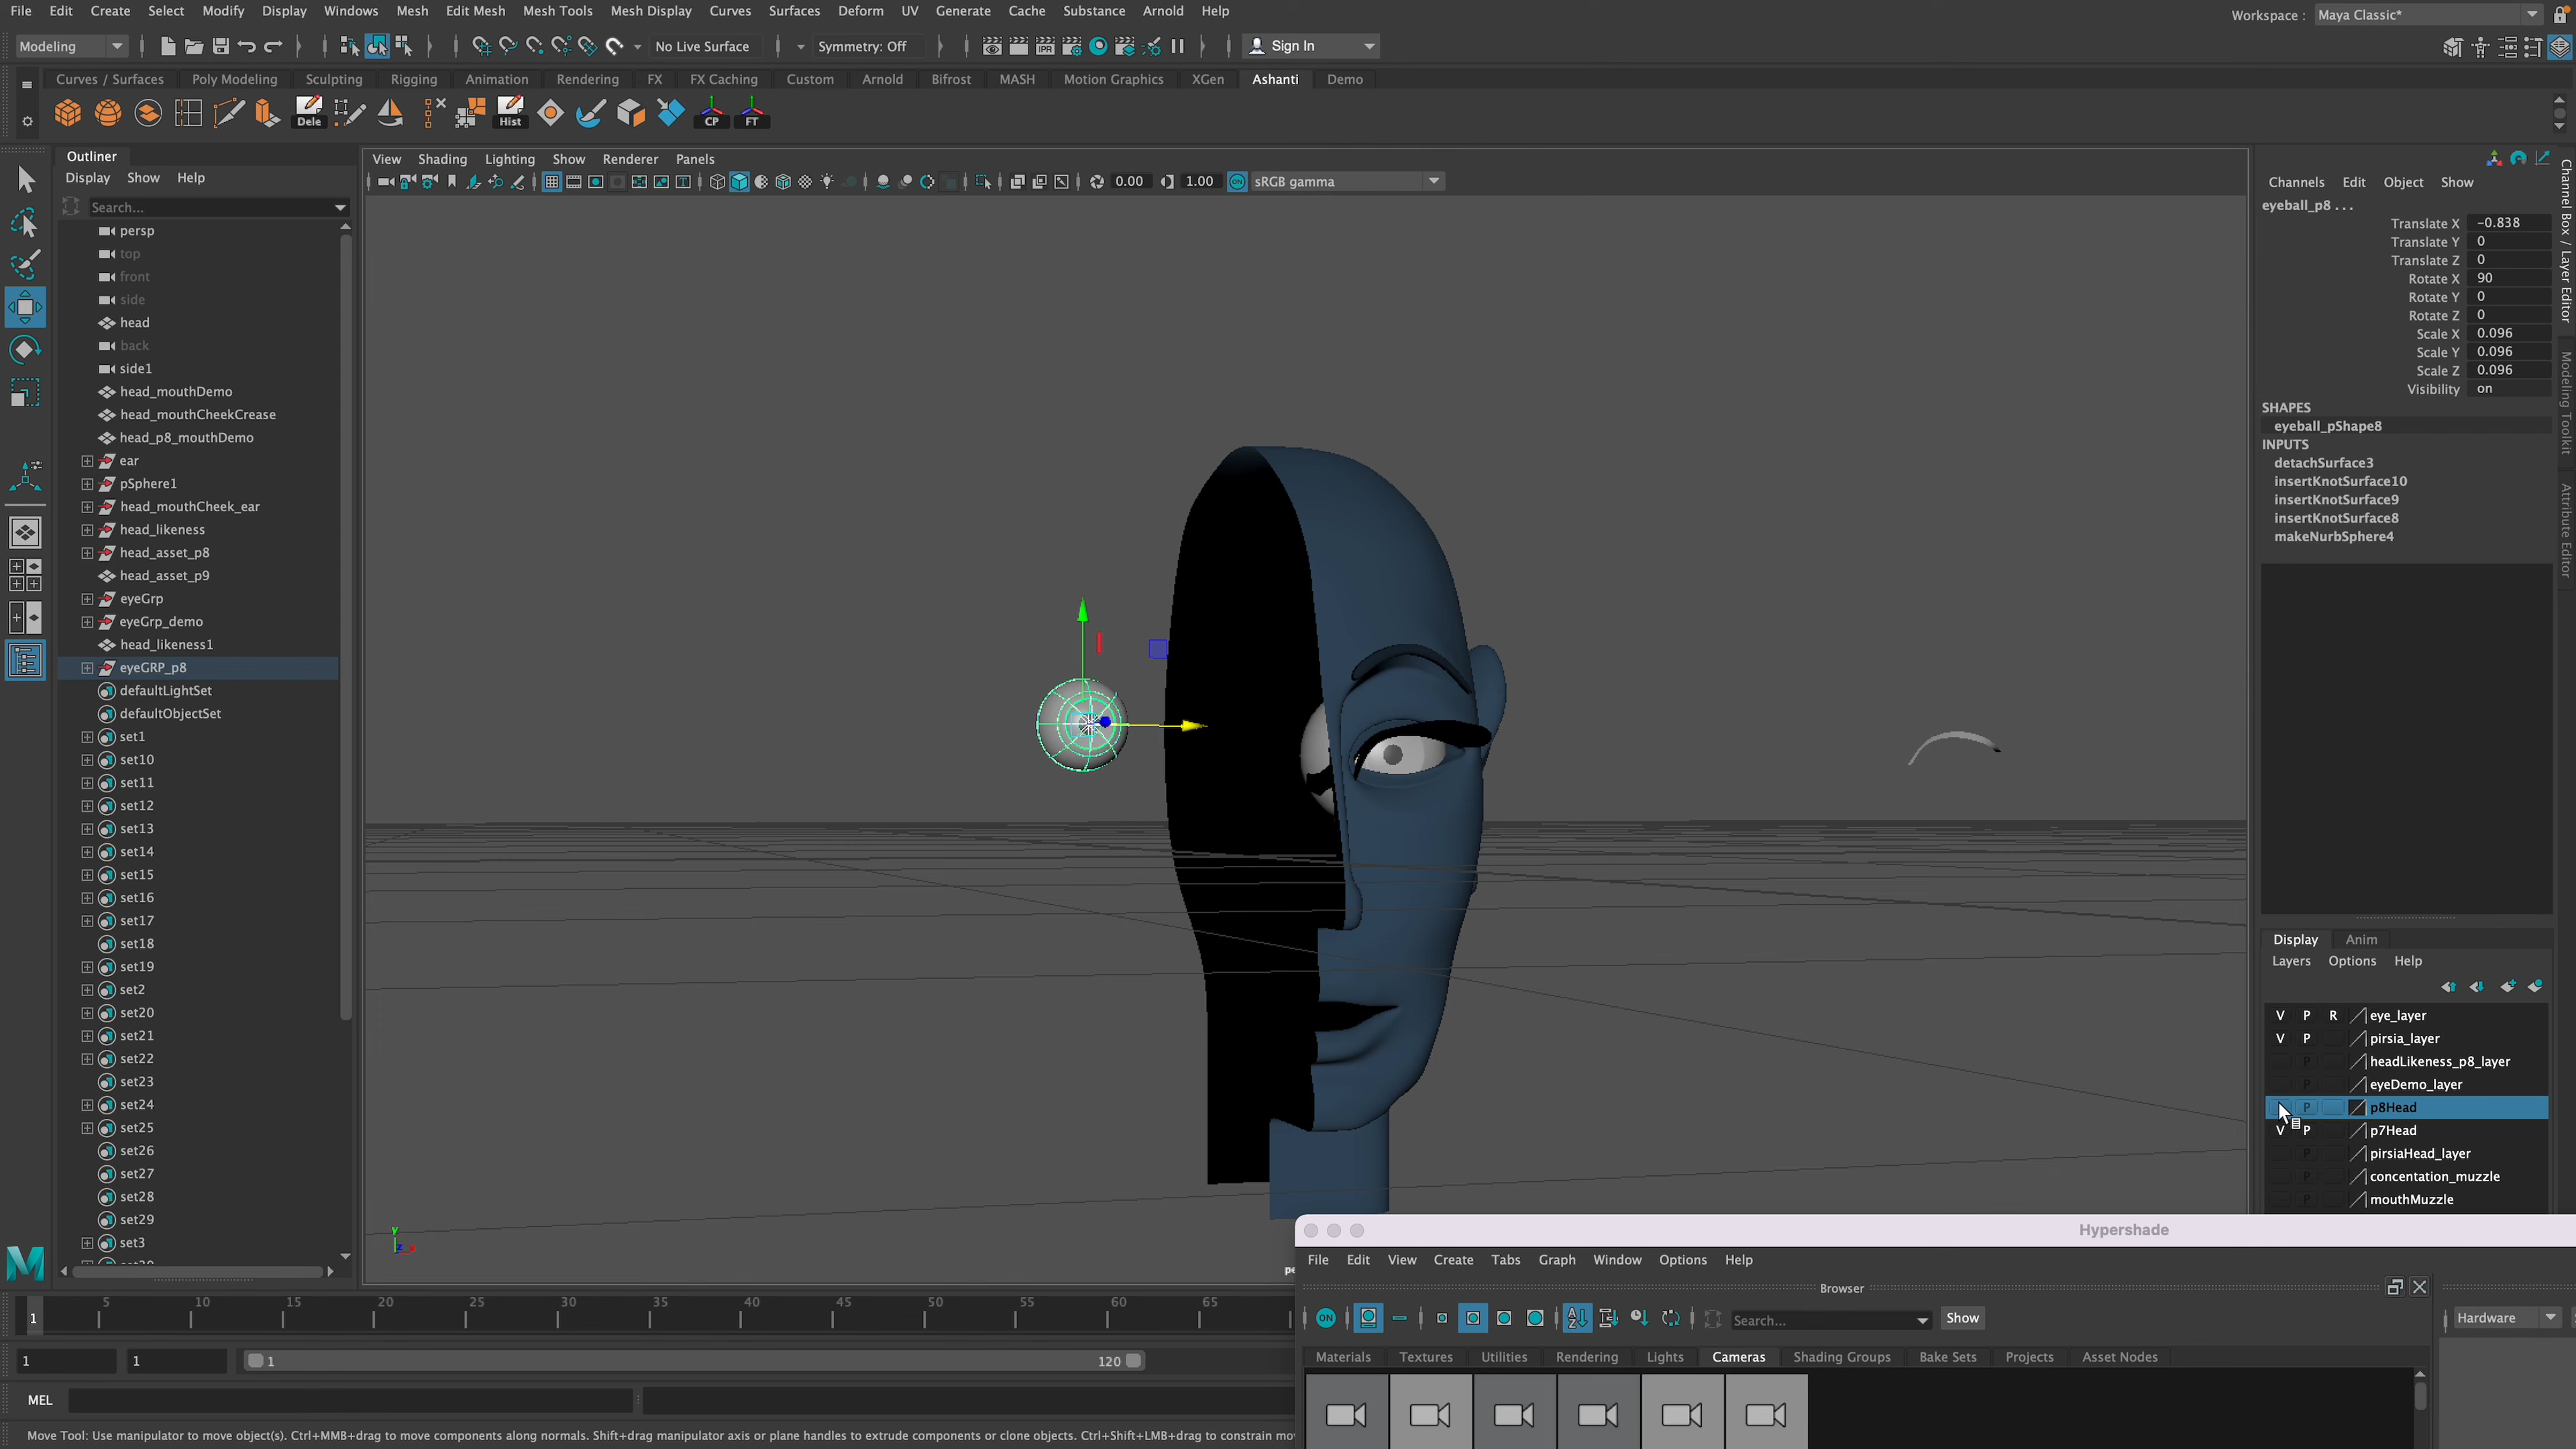 File Edit Create Select Modify Display Windows Mesh Edit Mesh Mesh Tools Mesh Display Curves Surfaces Deform UV Generate Cache Substance Arnold Help
Workspace : Maya Classic*
Modeling No Live Surface Symmetry: Off IPR Sign In
Curves / Surfaces Poly Modeling Sculpting Rigging Animation Rendering FX FX Caching Custom Arnold Bifrost MASH Motion Graphics XGen Ashanti Demo
Dele Hist CP FT
Outliner
Display Show Help
Search...
persp
top
front
side
head
back
side1
head_mouthDemo
head_mouthCheekCrease
head_p8_mouthDemo
ear
pSphere1
head_mouthCheek_ear
head_likeness
head_asset_p8
head_asset_p9
eyeGrp
eyeGrp_demo
head_likeness1
eyeGRP_p8
defaultLightSet
defaultObjectSet
set1
set10
set11
set12
set13
set14
set15
set16
set17
set18
set19
set2
set20
set21
set22
set23
set24
set25
set26
set27
set28
set29
set3
View Shading Lighting Show Renderer Panels
0.00 1.00 ON sRGB gamma
y
z x
Channels Edit Object Show
eyeball_p8 . . .
Translate X -0.838
Translate Y 0
Translate Z 0
Rotate X 90
Rotate Y 0
Rotate Z 0
Scale X 0.096
Scale Y 0.096
Scale Z 0.096
Visibility on
SHAPES
eyeball_pShape8
INPUTS
detachSurface3
insertKnotSurface10
insertKnotSurface9
insertKnotSurface8
makeNurbSphere4
Channel Box / Layer Editor
Modeling Toolkit
Attribute Editor
Display Anim
Layers Options Help
V P R eye_layer
V P pirsia_layer
P headLikeness_p8_layer
P eyeDemo_layer
P p8Head
V P p7Head
P pirsiaHead_layer
P concentation_muzzle
P mouthMuzzle
Hypershade
File Edit View Create Tabs Graph Window Options Help
Browser
ON Search... Show Hardware
Materials Textures Utilities Rendering Lights Cameras Shading Groups Bake Sets Projects Asset Nodes
1 5 10 15 20 25 30 35 40 45 50 55 60 65
1 1 1 120
MEL
Move Tool: Use manipulator to move object(s). Ctrl+MMB+drag to move components along normals. Shift+drag manipulator axis or plane handles to extrude components or clone objects. Ctrl+Shift+LMB+drag to constrain mo